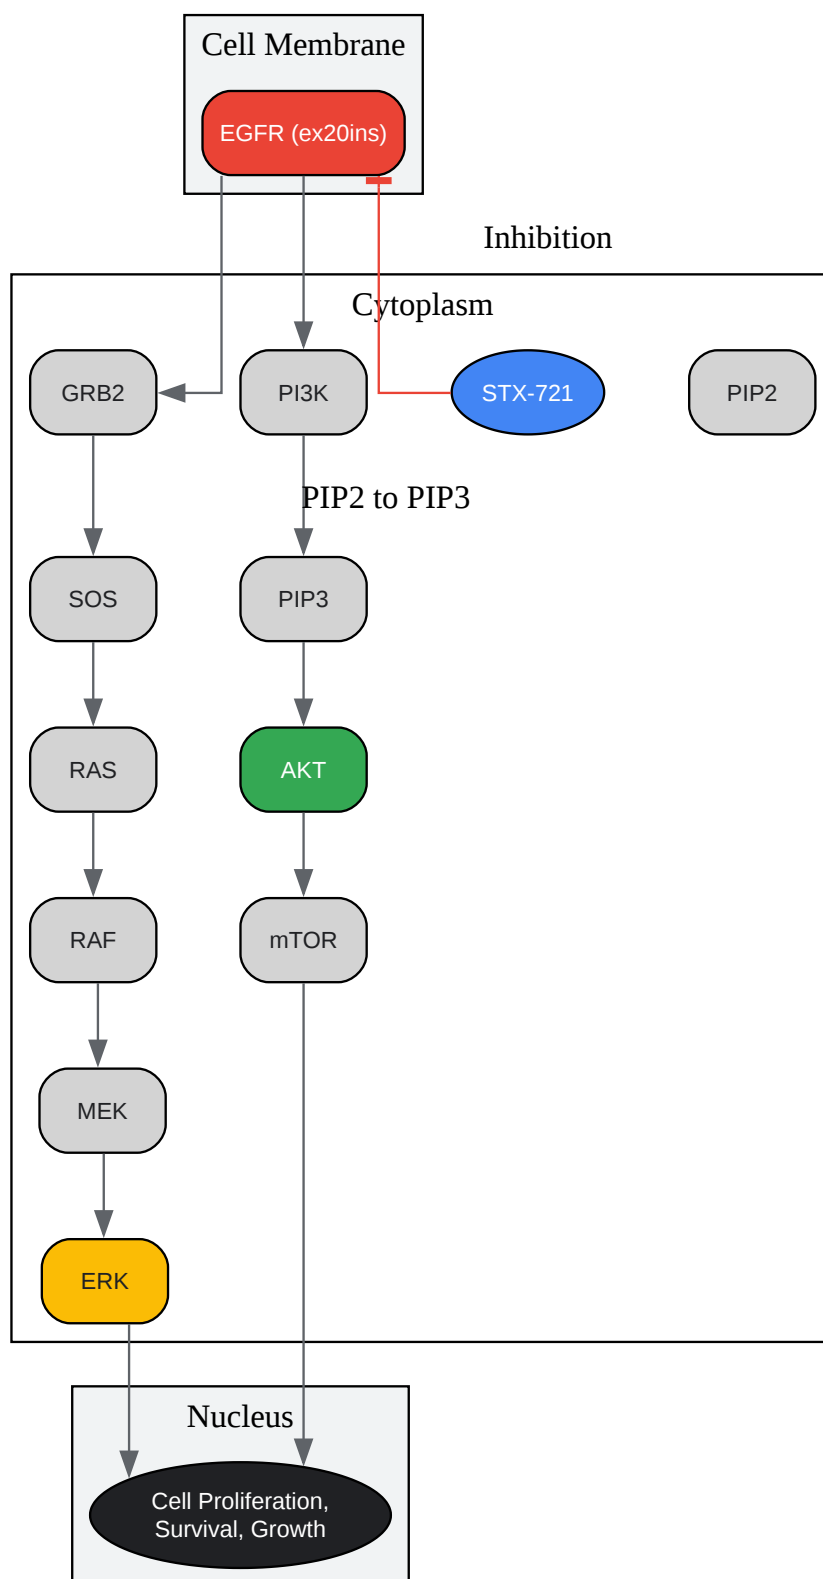 Cell Membrane
EGFR (ex20ins)
Inhibition
Cytoplasm
GRB2
PI3K
STX-721
PIP2
PIP2 to PIP3
SOS
PIP3
RAS
AKT
RAF
mTOR
MEK
ERK
Nucleus
Cell Proliferation,
Survival, Growth